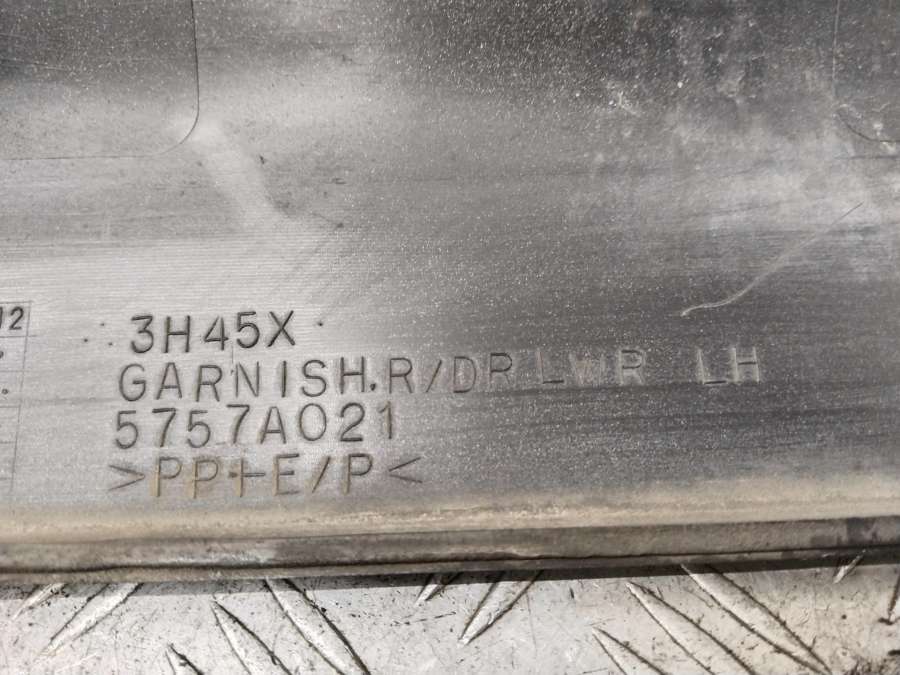 3H45X
GARNISH,R/DR LWR LH
5757A021
>PP+E/P<